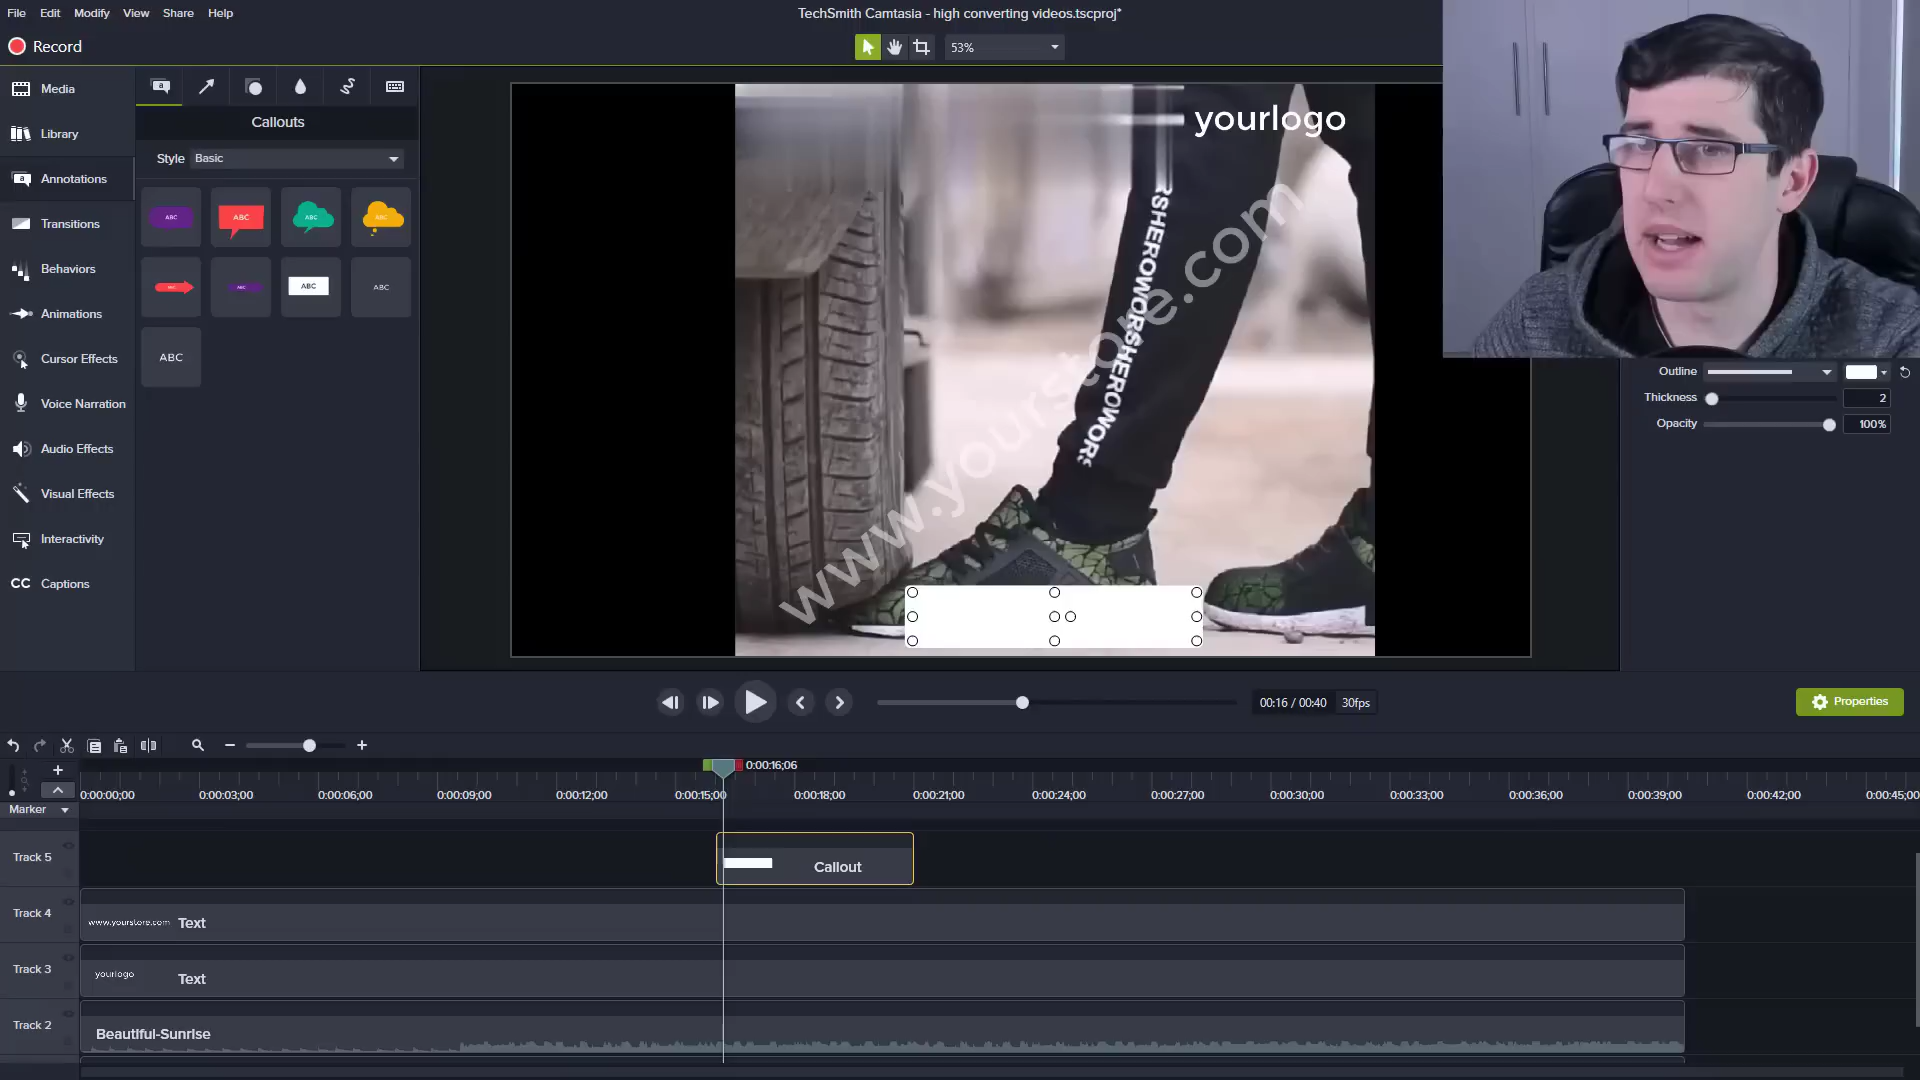 File Edit Modify View Share Help
TechSmith Camtasia - high converting videos.tscproj*
Record
53%
Media
Library
Annotations
Transitions
Behaviors
Animations
Cursor Effects
Voice Narration
Audio Effects
Visual Effects
Interactivity
CC Captions
Callouts
Style Basic
ABC ABC ABC ABC
ABC ABC ABC ABC
ABC
yourlogo
www.yourstore.com
Outline
Thickness 2
Opacity 100%
00:16 / 00:40 30fps
Properties
0:00:16;06
0:00:00;00 0:00:03;00 0:00:06;00 0:00:09;00 0:00:12;00 0:00:15;00 0:00:18;00 0:00:21;00 0:00:24;00 0:00:27;00 0:00:30;00 0:00:33;00 0:00:36;00 0:00:39;00 0:00:42;00 0:00:45;00
Marker
Track 5 Callout
Track 4 www.yourstore.com Text
Track 3 yourlogo Text
Track 2 Beautiful-Sunrise